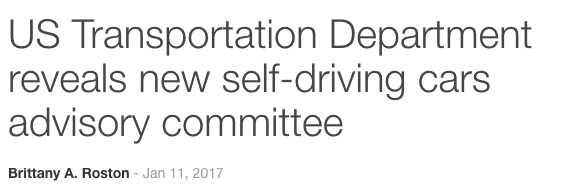 US Transportation Department
reveals new self-driving cars
advisory committee
Brittany A. Roston - Jan 11, 2017